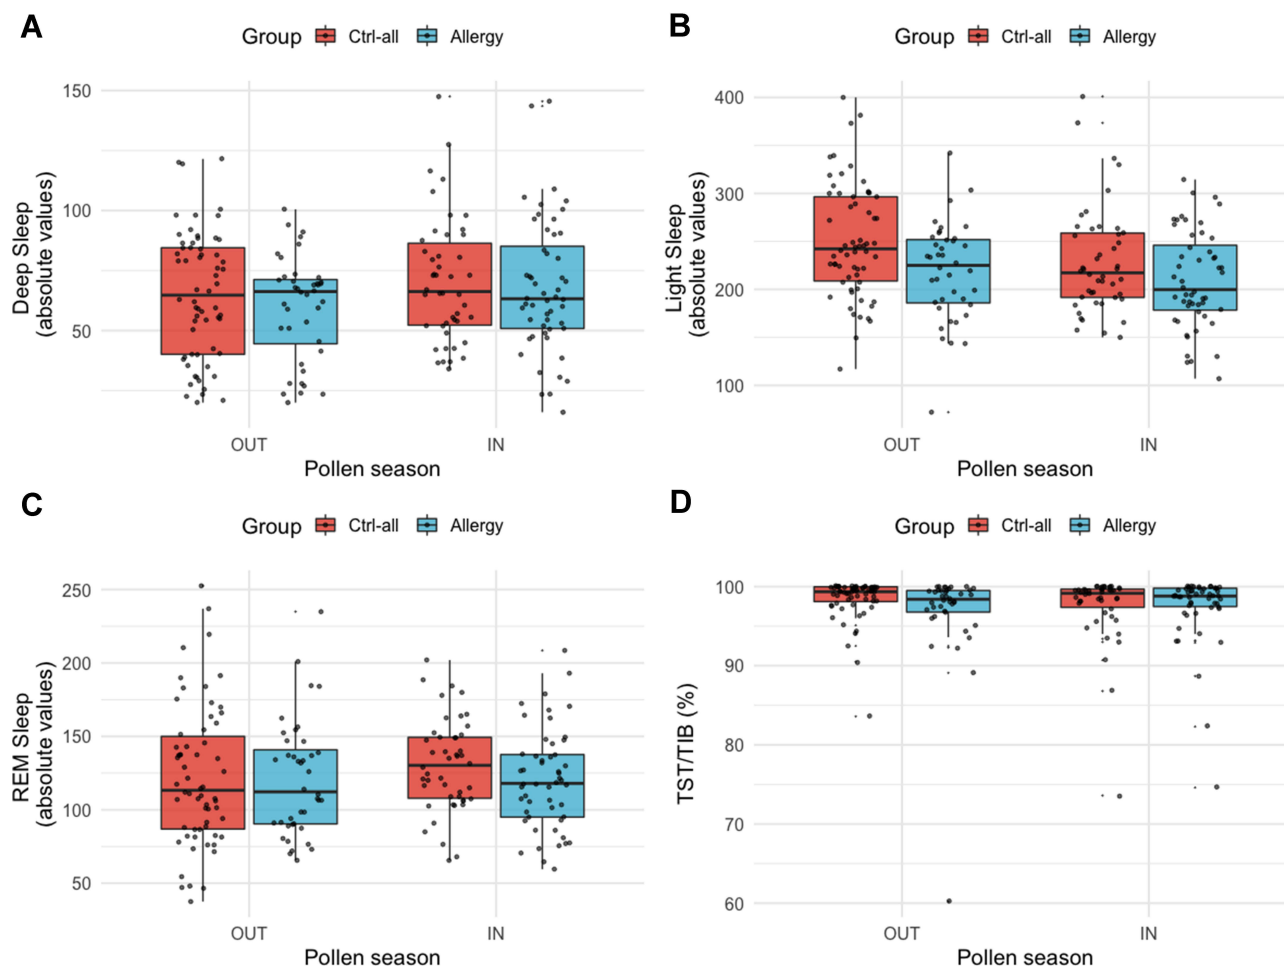 A
Group Ctrl-all Allergy
Deep Sleep
(absolute values)
150
100
50
OUT IN
Pollen season
B
Group Ctrl-all Allergy
Light Sleep
(absolute values)
400
300
200
100
OUT IN
Pollen season
C
Group Ctrl-all Allergy
REM Sleep
(absolute values)
250
200
150
100
50
OUT IN
Pollen season
D
Group Ctrl-all Allergy
TST/TIB (%)
100
90
80
70
60
OUT IN
Pollen season